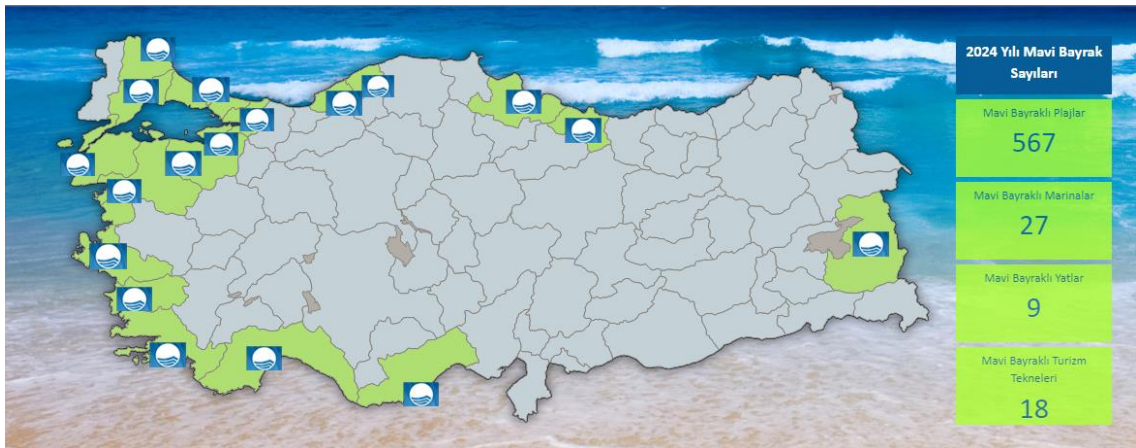 2024 Yılı Mavi Bayrak
Sayıları
Mavi Bayraklı Plajlar
567
Mavi Bayraklı Marinalar
27
Mavi Bayraklı Yatlar
9
Mavi Bayraklı Turizm
Tekneleri
18